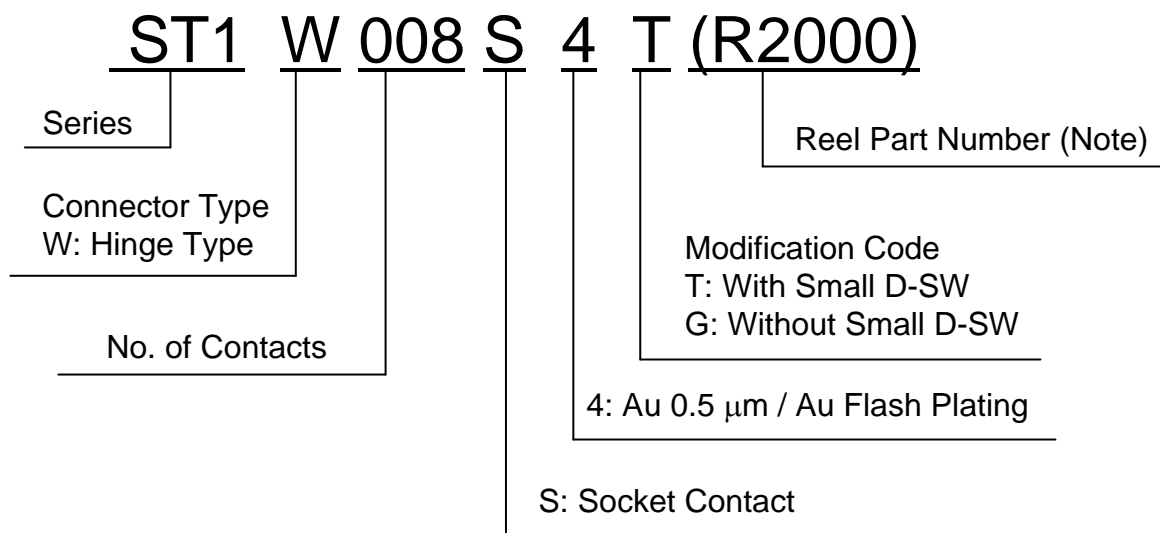 ST1 W 008 S 4 T (R2000)
Series
Reel Part Number (Note)
Connector Type
W: Hinge Type
Modification Code
T: With Small D-SW
G: Without Small D-SW
No. of Contacts
4: Au 0.5 μm / Au Flash Plating
S: Socket Contact